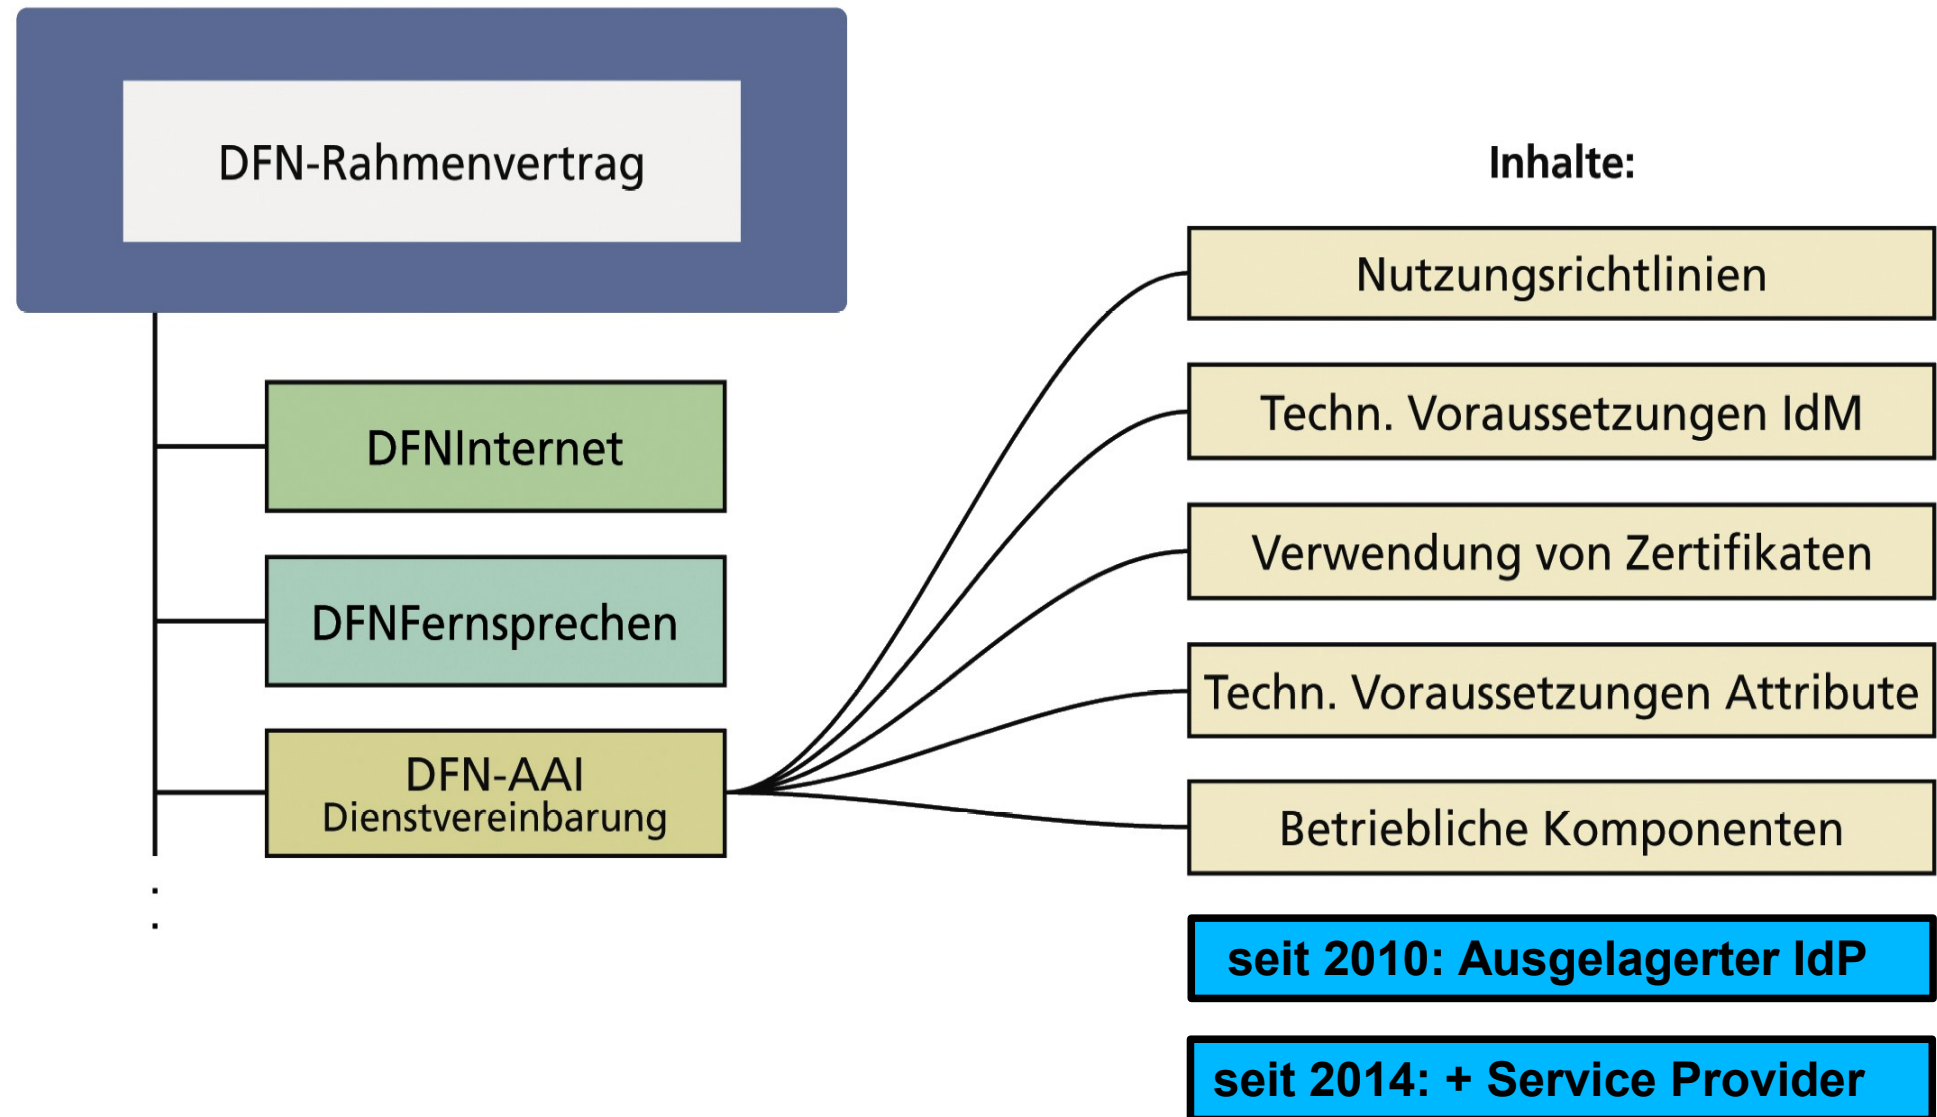 DFN-Rahmenvertrag
DFNInternet
DFNFernsprechen
DFN-AAI
Dienstvereinbarung
:
Inhalte:
Nutzungsrichtlinien
Techn. Voraussetzungen IdM
Verwendung von Zertifikaten
Techn. Voraussetzungen Attribute
Betriebliche Komponenten
seit 2010: Ausgelagerter IdP
seit 2014: + Service Provider